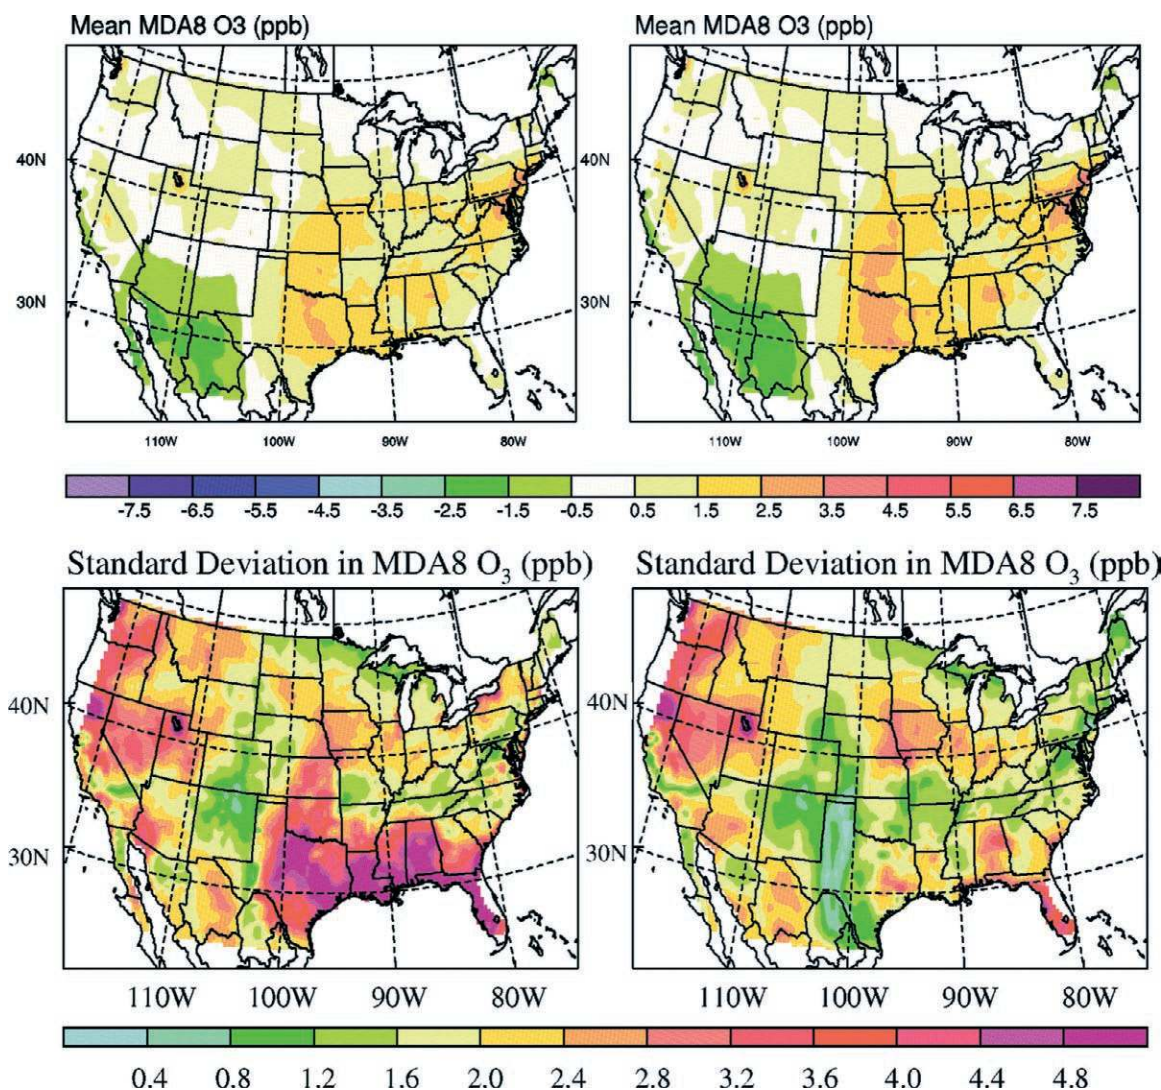 Mean MDA8 O3 (ppb) Mean MDA8 O3 (ppb)
40N 40N
30N 30N
110W 100W 90W 80W 110W 100W 90W 80W
-7.5 -6.5 -5.5 -4.5 -3.5 -2.5 -1.5 -0.5 0.5 1.5 2.5 3.5 4.5 5.5 6.5 7.5
Standard Deviation in MDA8 O₃ (ppb) Standard Deviation in MDA8 O₃ (ppb)
40N 40N
30N 30N
110W 100W 90W 80W 110W 100W 90W 80W
0.4 0.8 1.2 1.6 2.0 2.4 2.8 3.2 3.6 4.0 4.4 4.8